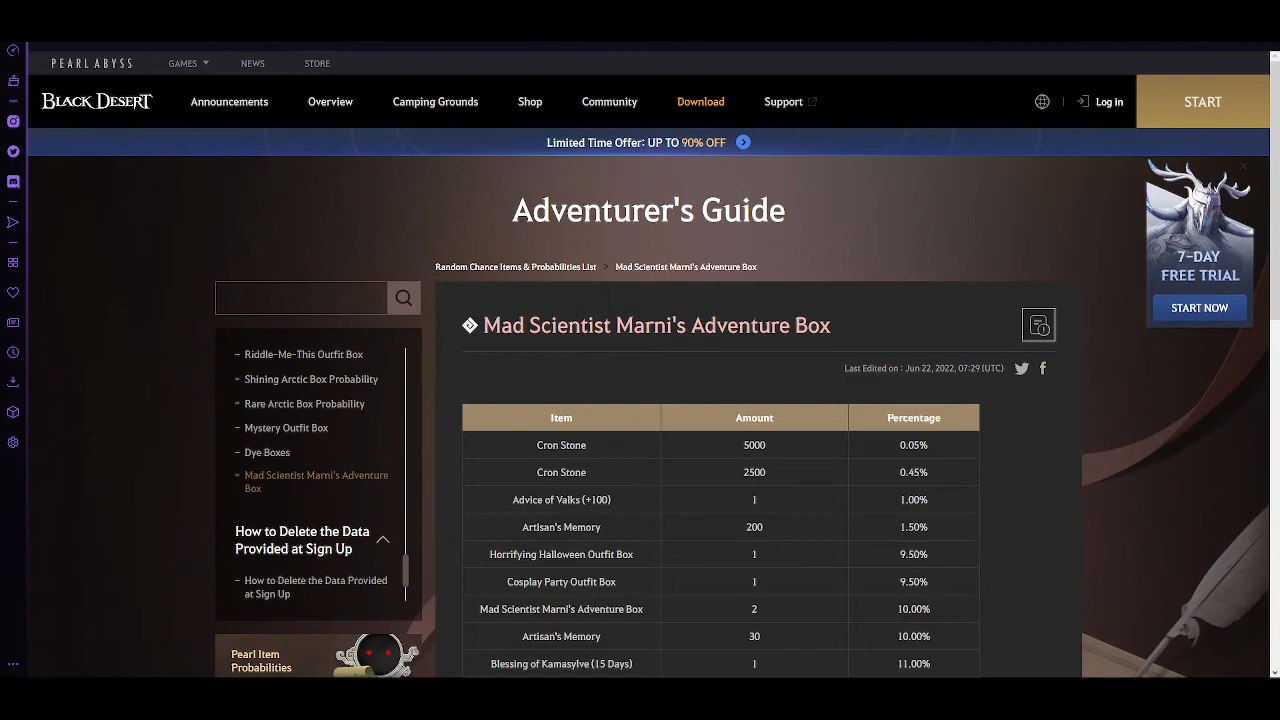 PEARL ABYSS GAMES NEWS STORE
BLACK DESERT Announcements Overview Camping Grounds Shop Community Download Support Log in START
Limited Time Offer: UP TO 90% OFF
Adventurer's Guide
7-DAY
FREE TRIAL
START NOW
Random Chance Items & Probabilities List > Mad Scientist Marni's Adventure Box
Riddle-Me-This Outfit Box
Shining Arctic Box Probability
Rare Arctic Box Probability
Mystery Outfit Box
Dye Boxes
Mad Scientist Marni's Adventure
Box
How to Delete the Data
Provided at Sign Up
How to Delete the Data Provided
at Sign Up
Pearl Item
Probabilities
Mad Scientist Marni's Adventure Box
Last Edited on : Jun 22, 2022, 07:29 (UTC)
Item Amount Percentage
Cron Stone 5000 0.05%
Cron Stone 2500 0.45%
Advice of Valks (+100) 1 1.00%
Artisan's Memory 200 1.50%
Horrifying Halloween Outfit Box 1 9.50%
Cosplay Party Outfit Box 1 9.50%
Mad Scientist Marni's Adventure Box 2 10.00%
Artisan's Memory 30 10.00%
Blessing of Kamasylve (15 Days) 1 11.00%